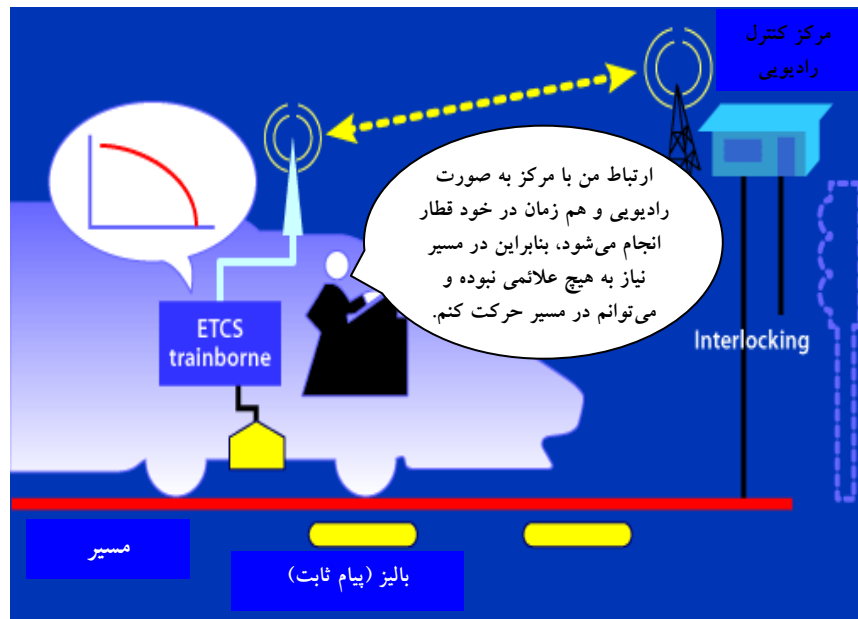 مرکز کنترل
رادیویی
ارتباط من با مرکز به صورت
رادیویی و هم زمان در خود قطار
انجام می‌شود، بنابراین در مسیر
نیاز به هیچ علائمی نبوده و
می‌توانم در مسیر حرکت کنم.
ETCS
trainborne
Interlocking
مسیر
بالیز (پیام ثابت)